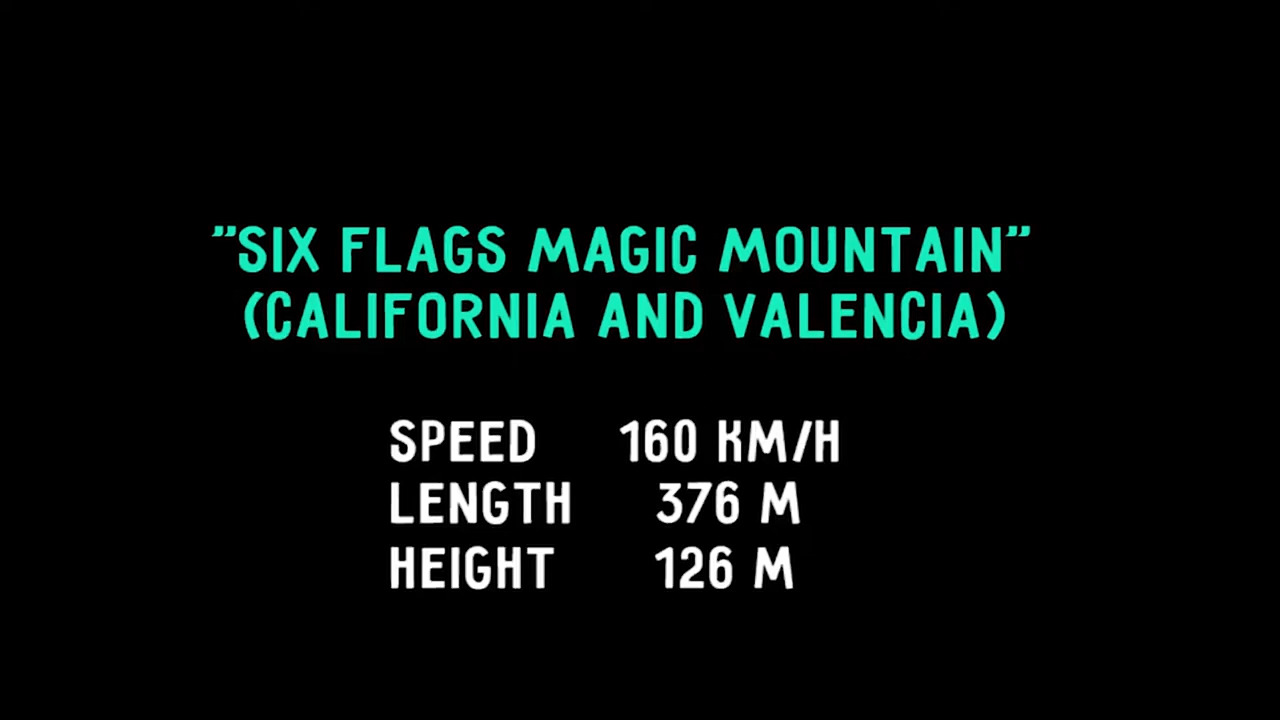 "SIX FLAGS MAGIC MOUNTAIN"
(CALIFORNIA AND VALENCIA)
SPEED 160 KM/H
LENGTH 376 M
HEIGHT 126 M